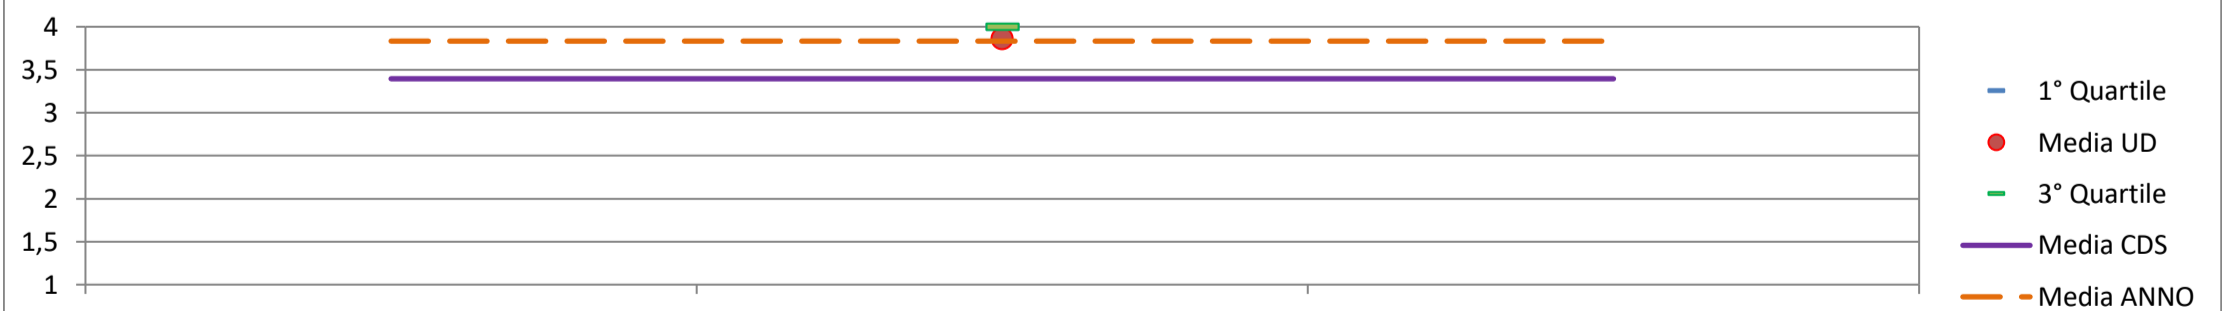 4
3,5
3
2,5
2
1,5
1
1° Quartile
Media UD
3° Quartile
Media CDS
Media ANNO